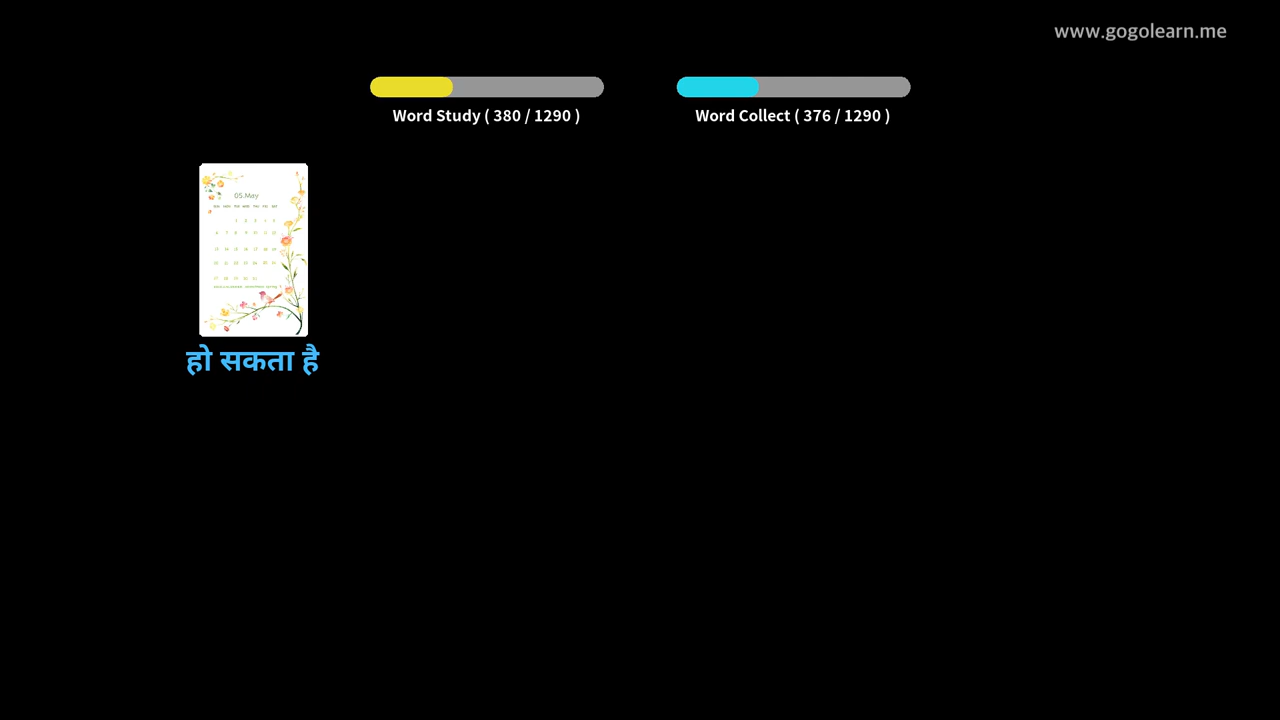 www.gogolearn.me
Word Study ( 380 / 1290 )
Word Collect ( 376 / 1290 )
05.May
हो सकता है